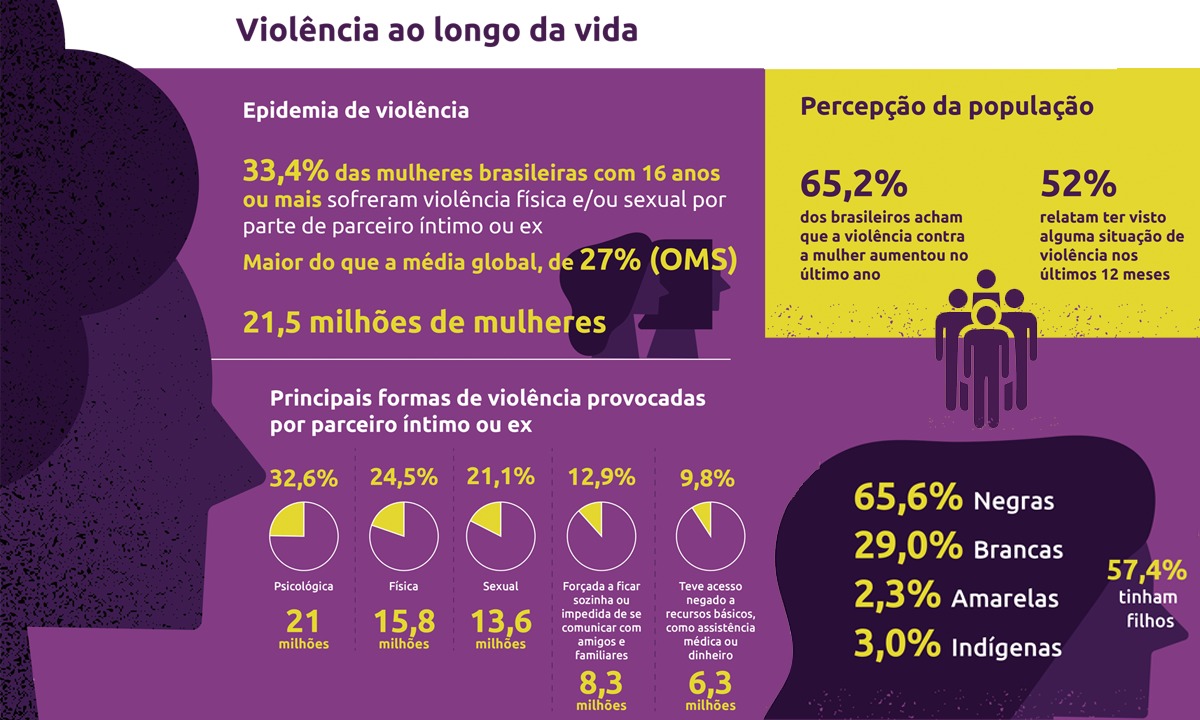 Violência ao longo da vida
Epidemia de violência
33,4% das mulheres brasileiras com 16 anos
ou mais sofreram violência física e/ou sexual por
parte de parceiro íntimo ou ex
Maior do que a média global, de 27% (OMS)
21,5 milhões de mulheres
Percepção da população
65,2%
dos brasileiros acham
que a violência contra
a mulher aumentou no
último ano
52%
relatam ter visto
alguma situação de
violência nos
últimos 12 meses
Principais formas de violência provocadas
por parceiro íntimo ou ex
32,6%
Psicológica
21
milhões
24,5%
Física
15,8
milhões
21,1%
Sexual
13,6
milhões
12,9%
Forçada a ficar
sozinha ou
impedida de se
comunicar com
amigos e
familiares
8,3
milhões
9,8%
Teve acesso
negado a
recursos básicos,
como assistência
médica ou
dinheiro
6,3
milhões
65,6% Negras
29,0% Brancas
2,3% Amarelas
3,0% Indígenas
57,4%
tinham
filhos